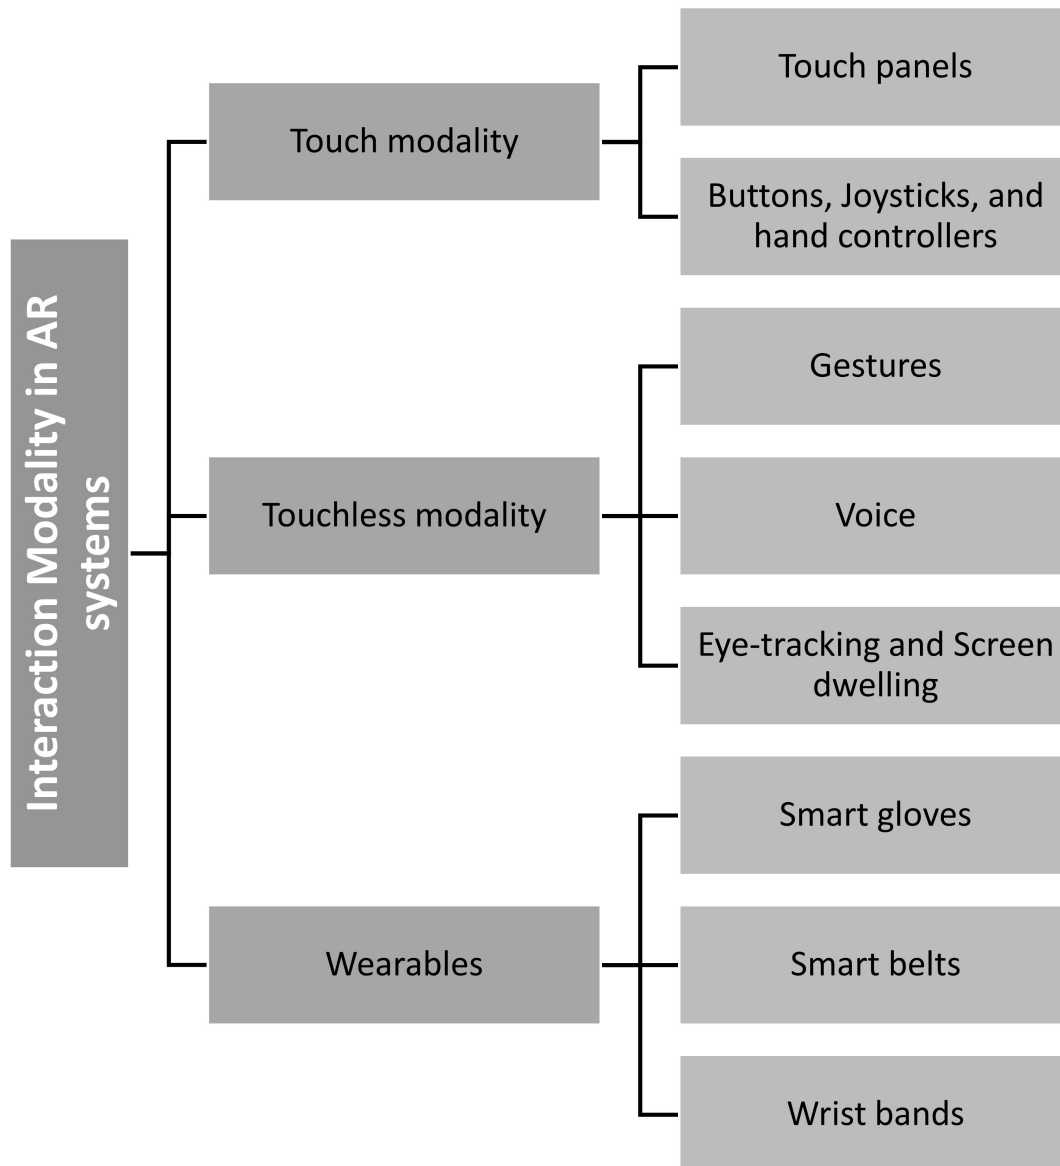 Interaction Modality in AR
systems
Touch modality
Touch panels
Buttons, Joysticks, and
hand controllers
Touchless modality
Gestures
Voice
Eye-tracking and Screen
dwelling
Wearables
Smart gloves
Smart belts
Wrist bands